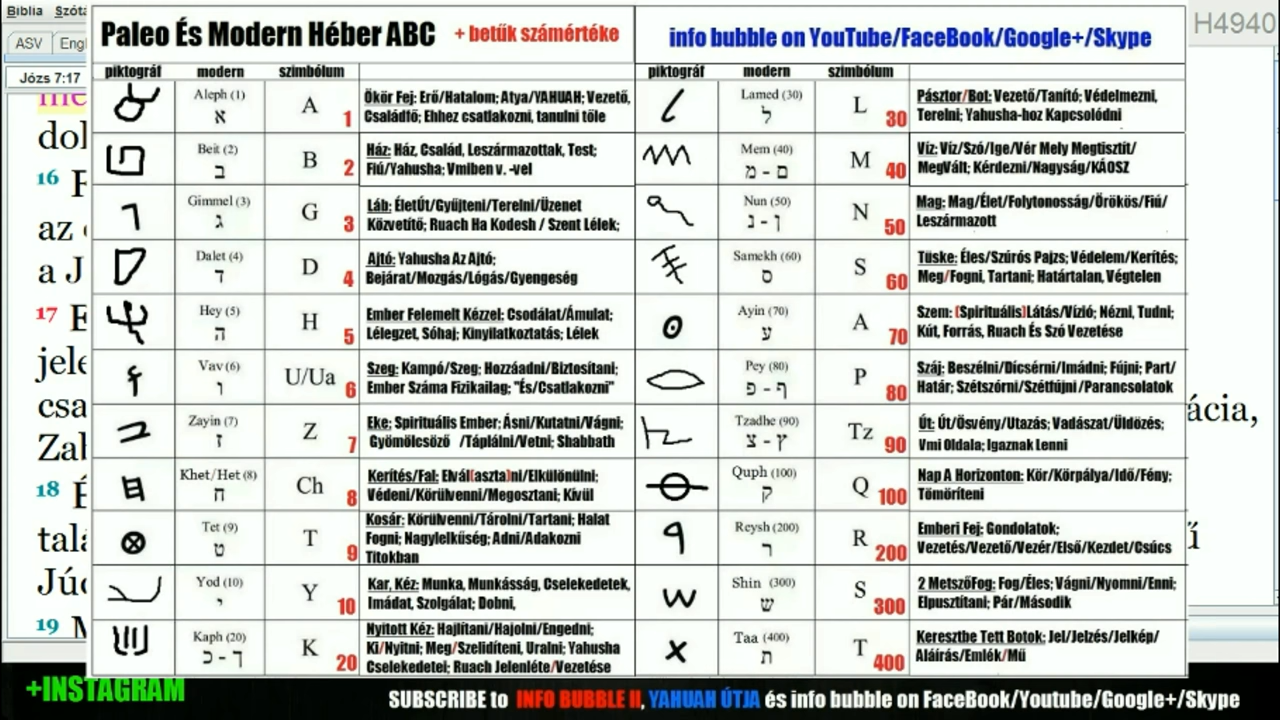 Biblia Szótá
ASV Engl
Józs 7:17
H4940
Paleo És Modern Héber ABC + betűk számértéke
info bubble on YouTube/FaceBook/Google+/Skype
piktográf modern szimbólum
piktográf modern szimbólum
Aleph (1)
א
A 1
Ökör Fej: Erő/Hatalom; Atya/YAHUAH; Vezető,
Családfő; Ehhez csatlakozni, tanulni tőle
Beit (2)
ב
B 2
Ház: Ház, Család, Leszármazottak, Test;
Fiú/Yahusha; Vmiben v. -vel
Gimmel (3)
ג
G 3
Láb: ÉletÚt/Gyűjteni/Terelni/Üzenet
Közvetítő; Ruach Ha Kodesh / Szent Lélek;
Dalet (4)
ד
D 4
Ajtó: Yahusha Az Ajtó;
Bejárat/Mozgás/Lógás/Gyengeség
Hey (5)
ה
H 5
Ember Felemelt Kézzel: Csodálat/Ámulat;
Lélegzet, Sóhaj; Kinyilatkoztatás; Lélek
Vav (6)
ו
U/Ua 6
Szeg: Kampó/Szeg; Hozzáadni/Biztosítani;
Ember Száma Fizikailag; "És/Csatlakozni"
Zayin (7)
ז
Z 7
Eke: Spirituális Ember; Ásni/Kutatni/Vágni;
Gyömölcsöző /Táplálni/Vetni; Shabbath
Khet/Het (8)
ח
Ch 8
Kerítés/Fal: Elvál(aszta)ni/Elkülönülni;
Védeni/Körülvenni/Megosztani; Kívül
Tet (9)
ט
T 9
Kosár: Körülvenni/Tárolni/Tartani; Halat
Fogni; Nagylelkűség; Adni/Adakozni
Titokban
Yod (10)
י
Y 10
Kar, Kéz: Munka, Munkásság, Cselekedetek,
Imádat, Szolgálat; Dobni,
Kaph (20)
ך - כ
K 20
Nyitott Kéz: Hajlítani/Hajolni/Engedni;
Ki/Nyitni; Meg/Szelídíteni, Uralni; Yahusha
Cselekedetei; Ruach Jelenléte/Vezetése
Lamed (30)
ל
L 30
Pásztor/Bot: Vezető/Tanító; Védelmezni,
Terelni; Yahusha-hoz Kapcsolódni
Mem (40)
ם - מ
M 40
Víz: Víz/Szó/Ige/Vér Mely Megtisztít/
MegVált; Kérdezni/Nagyság/KÁOSZ
Nun (50)
ן - נ
N 50
Mag: Mag/Élet/Folytonosság/Örökös/Fiú/
Leszármazott
Samekh (60)
ס
S 60
Tüske: Éles/Szúrós Pajzs; Védelem/Kerítés;
Meg/Fogni, Tartani; Határtalan, Végtelen
Ayin (70)
ע
A 70
Szem: (Spirituális)Látás/Vízió; Nézni, Tudni;
Kút, Forrás, Ruach És Szó Vezetése
Pey (80)
ף - פ
P 80
Száj: Beszélni/Dícsérni/Imádni; Fújni; Part/
Határ; Szétszórni/Szétfújni/Parancsolatok
Tzadhe (90)
ץ - צ
Tz 90
Út: Út/Ösvény/Utazás; Vadászat/Üldözés;
Vmi Oldala; Igaznak Lenni
Quph (100)
ק
Q 100
Nap A Horizonton: Kör/Körpálya/Idő/Fény;
Tömöríteni
Reysh (200)
ר
R 200
Emberi Fej; Gondolatok;
Vezetés/Vezető/Vezér/Első/Kezdet/Csúcs
Shin (300)
ש
S 300
2 MetszőFog: Fog/Éles; Vágni/Nyomni/Enni;
Elpusztítani; Pár/Második
Taa (400)
ת
T 400
Keresztbe Tett Botok: Jel/Jelzés/Jelkép/
Aláírás/Emlék/Mű
dol
16
az
a J
17 E
jele
csa
ácia,
Zab
18 É
talá
ű
Júc
19
+INSTAGRAM
SUBSCRIBE to INFO BUBBLE II, YAHUAH ÚTJA és info bubble on FaceBook/Youtube/Google+/Skype